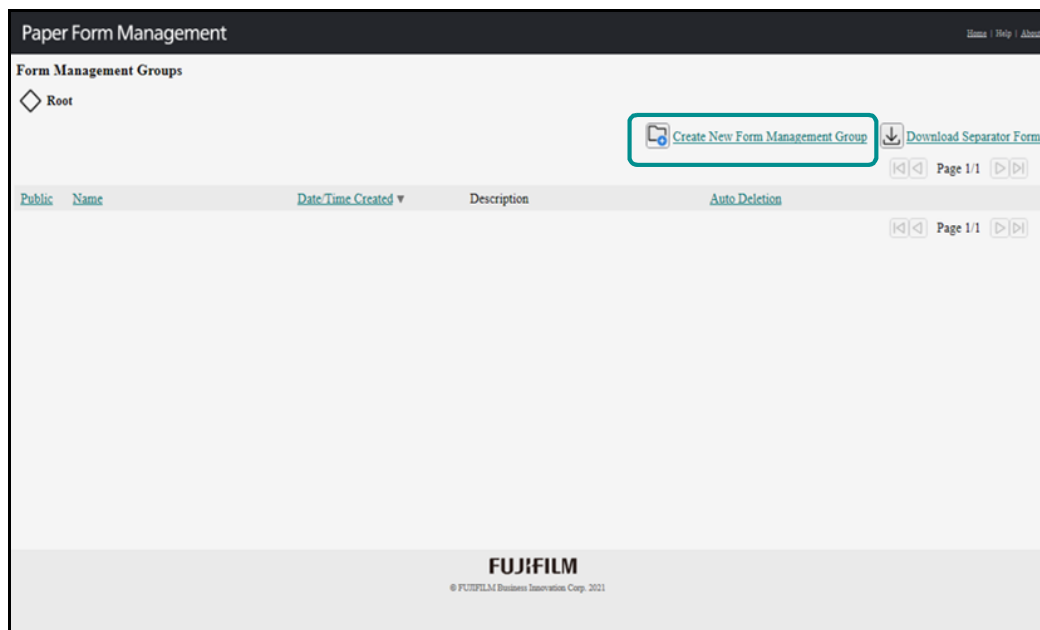 Paper Form Management
Home | Help | About
Form Management Groups
Root
Create New Form Management Group Download Separator Form
Page 1/1
Public Name Date/Time Created ▼ Description Auto Deletion
Page 1/1
FUJIFILM
© FUJIFILM Business Innovation Corp. 2021